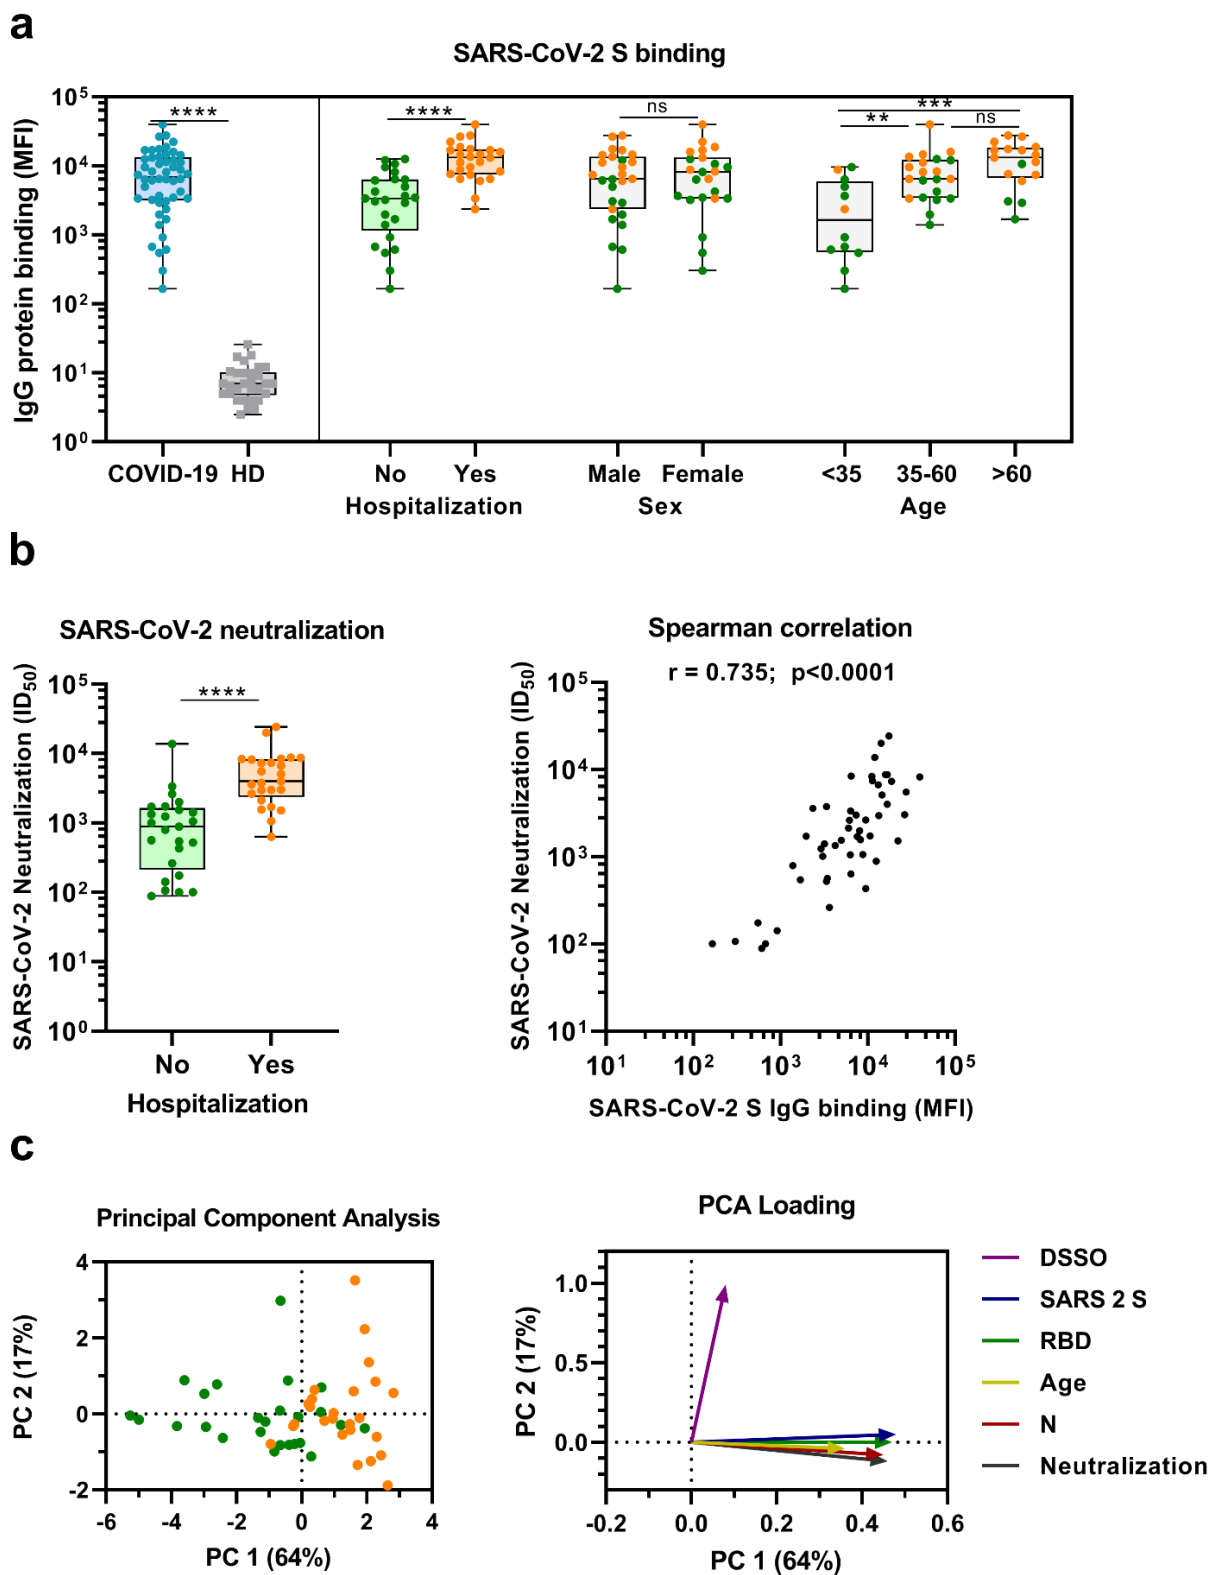 a
SARS-CoV-2 S binding
IgG protein binding (MFI)
10⁵
10⁴
10³
10²
10¹
10⁰
****
****
ns
***
**
ns
COVID-19 HD
No Yes
Male Female
<35 35-60 >60
Hospitalization
Sex
Age
b
SARS-CoV-2 neutralization
SARS-CoV-2 Neutralization (ID₅₀)
10⁵
10⁴
10³
10²
10¹
10⁰
****
No Yes
Hospitalization
Spearman correlation
r = 0.735; p<0.0001
SARS-CoV-2 Neutralization (ID₅₀)
10⁵
10⁴
10³
10²
10¹
10¹ 10² 10³ 10⁴ 10⁵
SARS-CoV-2 S IgG binding (MFI)
c
Principal Component Analysis
PC 2 (17%)
4
2
0
-2
-6 -4 -2 0 2 4
PC 1 (64%)
PCA Loading
PC 2 (17%)
1.0
0.5
0.0
-0.2 0.0 0.2 0.4 0.6
PC 1 (64%)
DSSO
SARS 2 S
RBD
Age
N
Neutralization